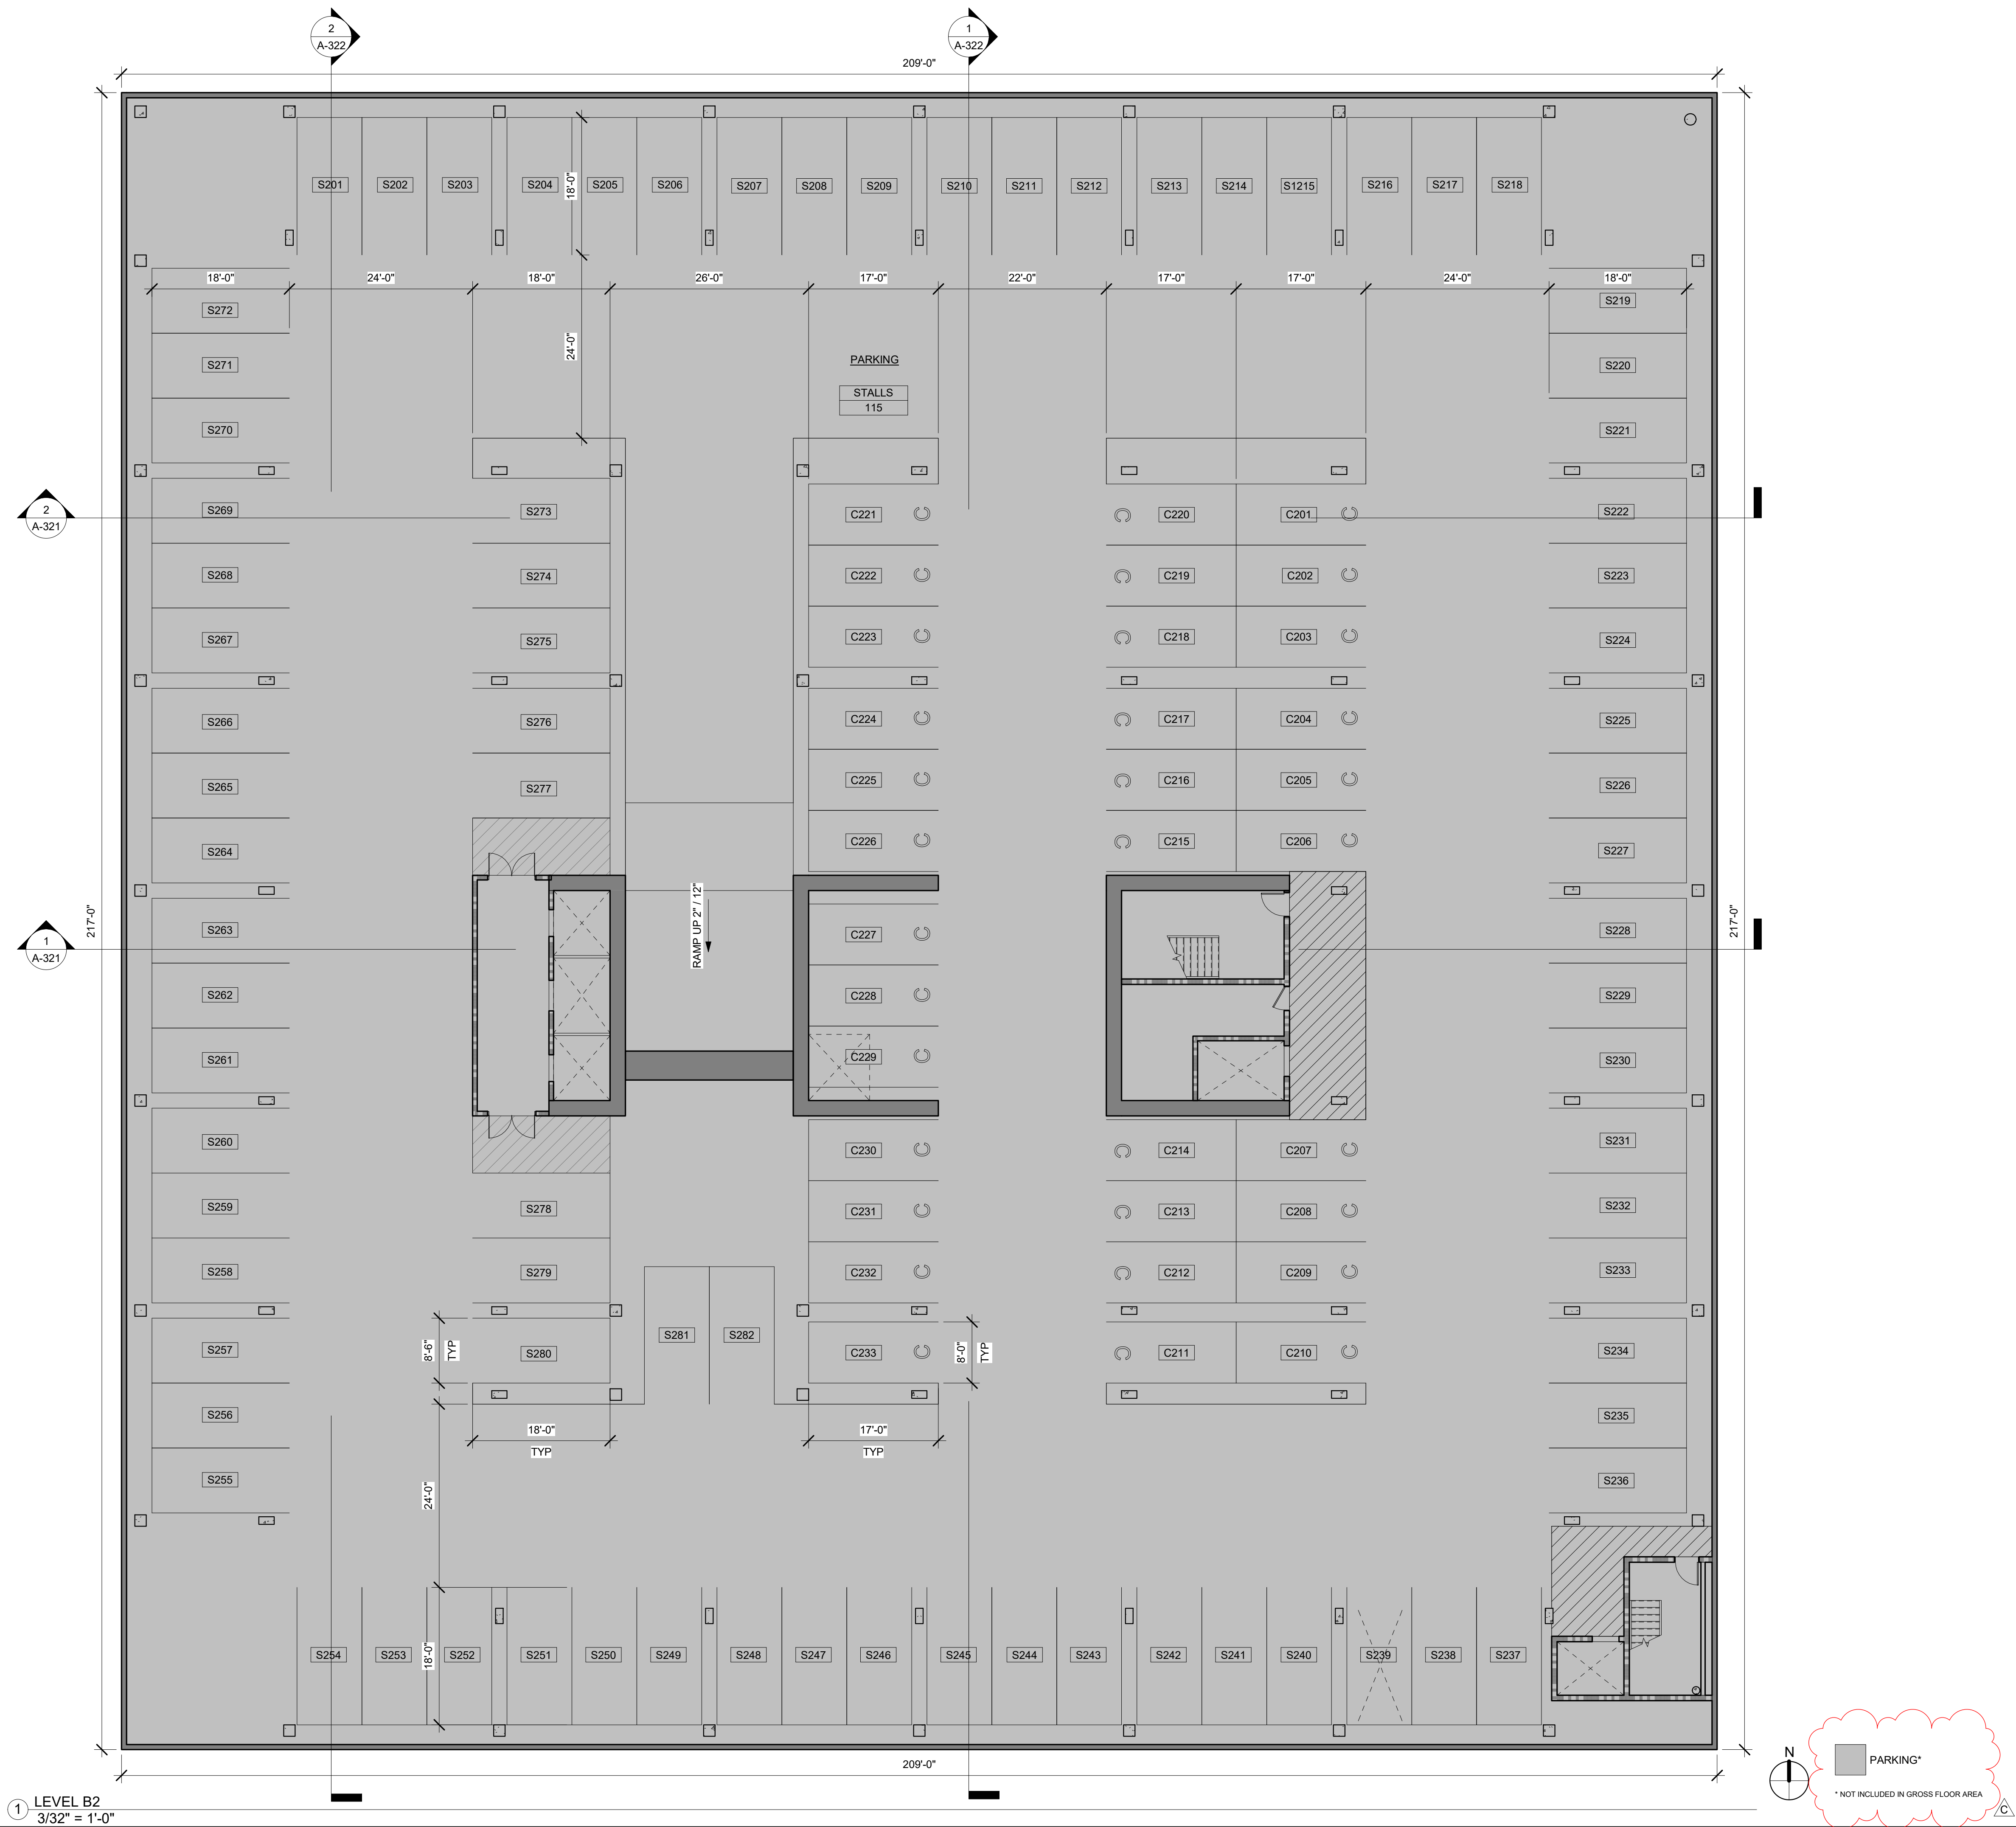 2
A-322
1
A-322
209'-0"
S201 S202 S203 S204 S205 S206 S207 S208 S209 S210 S211 S212 S213 S214 S1215 S216 S217 S218
18'-0"
18'-0" 24'-0" 18'-0" 26'-0" 17'-0" 22'-0" 17'-0" 17'-0" 24'-0" 18'-0"
S272 S219
24'-0"
PARKING
S271 S220
STALLS
115
S270 S221
2
A-321
S269 S273 C221 C220 C201 S222
S268 S274 C222 C219 C202 S223
S267 S275 C223 C218 C203 S224
S266 S276 C224 C217 C204 S225
S265 S277 C225 C216 C205 S226
S264 C226 C215 C206 S227
217'-0"
RAMP UP 2" / 12"
217'-0"
1
A-321
S263 C227 S228
S262 C228 S229
S261 C229 S230
S260 C230 C214 C207 S231
S259 S278 C231 C213 C208 S232
S258 S279 C232 C212 C209 S233
S281 S282
S257 8'-6" TYP S280 C233 8'-0" TYP C211 C210 S234
S256 S235
18'-0" 17'-0"
TYP TYP
S255 24'-0" S236
18'-0"
S254 S253 S252 S251 S250 S249 S248 S247 S246 S245 S244 S243 S242 S241 S240 S239 S238 S237
209'-0"
N
PARKING*
* NOT INCLUDED IN GROSS FLOOR AREA
C
1 LEVEL B2
3/32" = 1'-0"